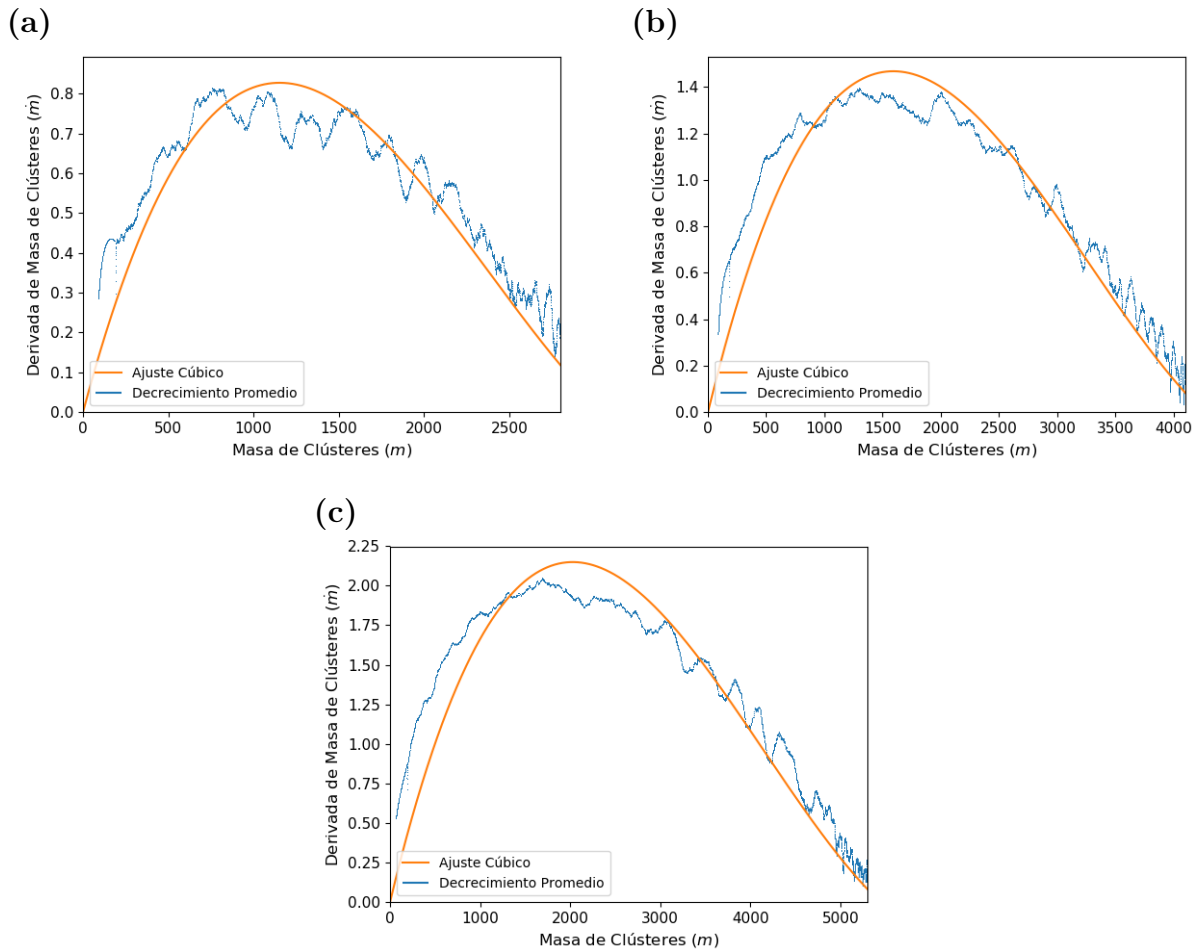 (a)
Derivada de Masa de Clústeres (ṁ)
0.8
0.7
0.6
0.5
0.4
0.3
0.2
0.1
0.0
Ajuste Cúbico
Decrecimiento Promedio
0 500 1000 1500 2000 2500
Masa de Clústeres (m)
(b)
Derivada de Masa de Clústeres (ṁ)
1.4
1.2
1.0
0.8
0.6
0.4
0.2
0.0
Ajuste Cúbico
Decrecimiento Promedio
0 500 1000 1500 2000 2500 3000 3500 4000
Masa de Clústeres (m)
(c)
Derivada de Masa de Clústeres (ṁ)
2.25
2.00
1.75
1.50
1.25
1.00
0.75
0.50
0.25
0.00
Ajuste Cúbico
Decrecimiento Promedio
0 1000 2000 3000 4000 5000
Masa de Clústeres (m)